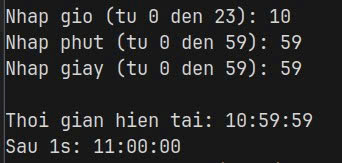 Nhap gio (tu 0 den 23): 10
Nhap phut (tu 0 den 59): 59
Nhap giay (tu 0 den 59): 59
Thoi gian hien tai: 10:59:59
Sau 1s: 11:00:00